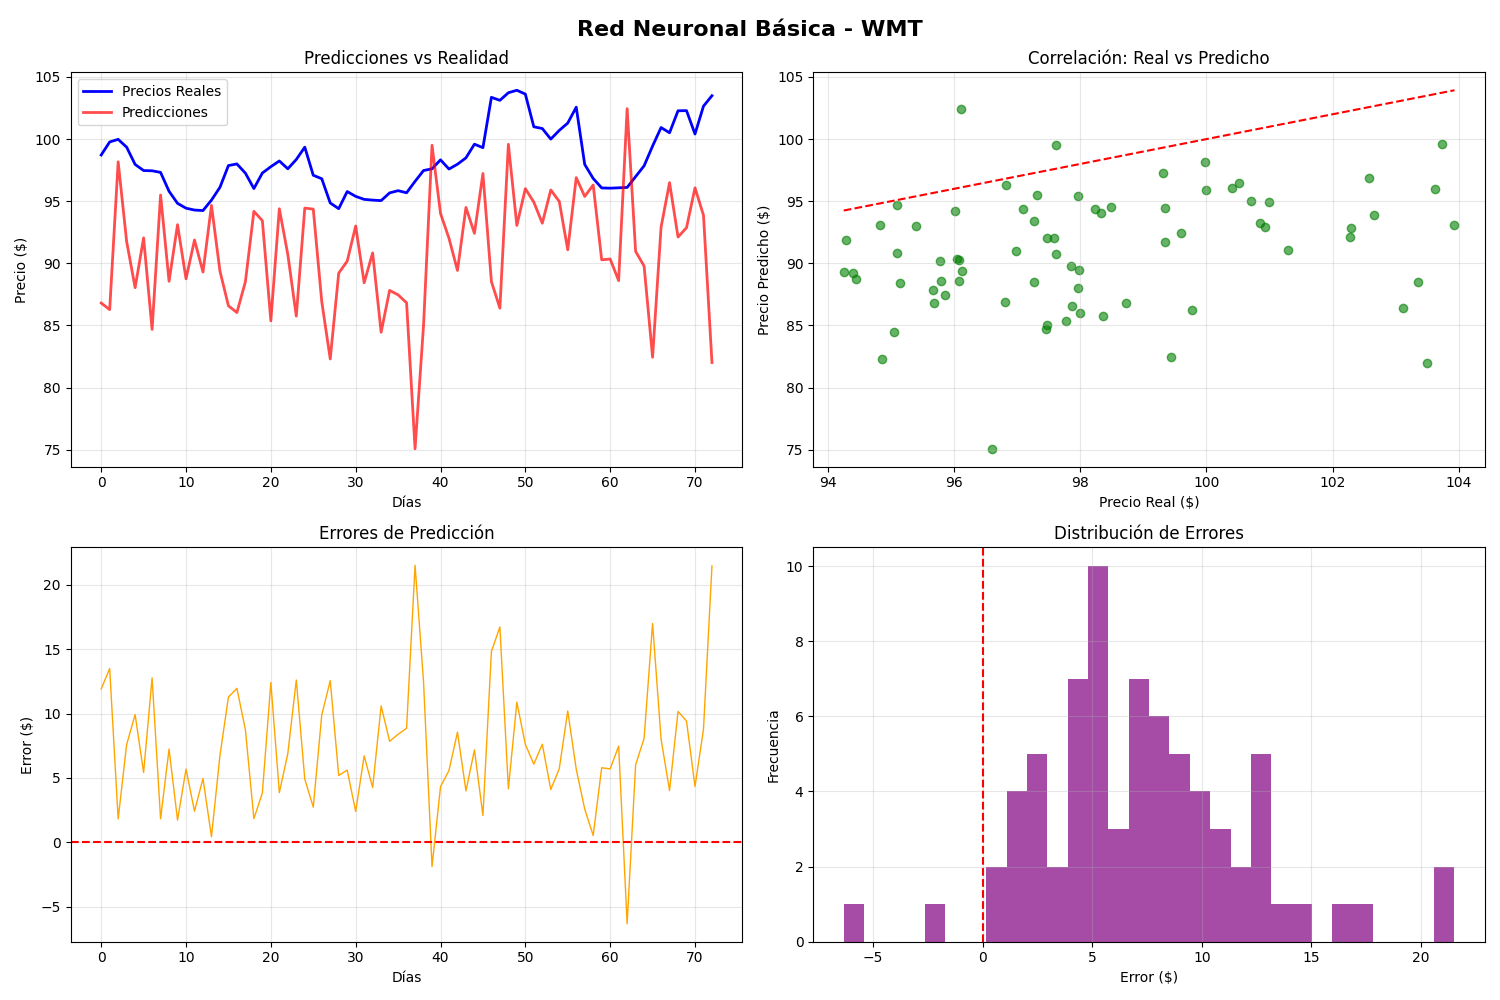 Red Neuronal Básica - WMT
Predicciones vs Realidad
Precios Reales
Predicciones
105
100
95
90
85
80
75
Precio ($)
0 10 20 30 40 50 60 70
Días
Correlación: Real vs Predicho
105
100
95
90
85
80
75
Precio Predicho ($)
94 96 98 100 102 104
Precio Real ($)
Errores de Predicción
20
15
10
5
0
−5
Error ($)
0 10 20 30 40 50 60 70
Días
Distribución de Errores
10
8
6
4
2
0
Frecuencia
−5 0 5 10 15 20
Error ($)